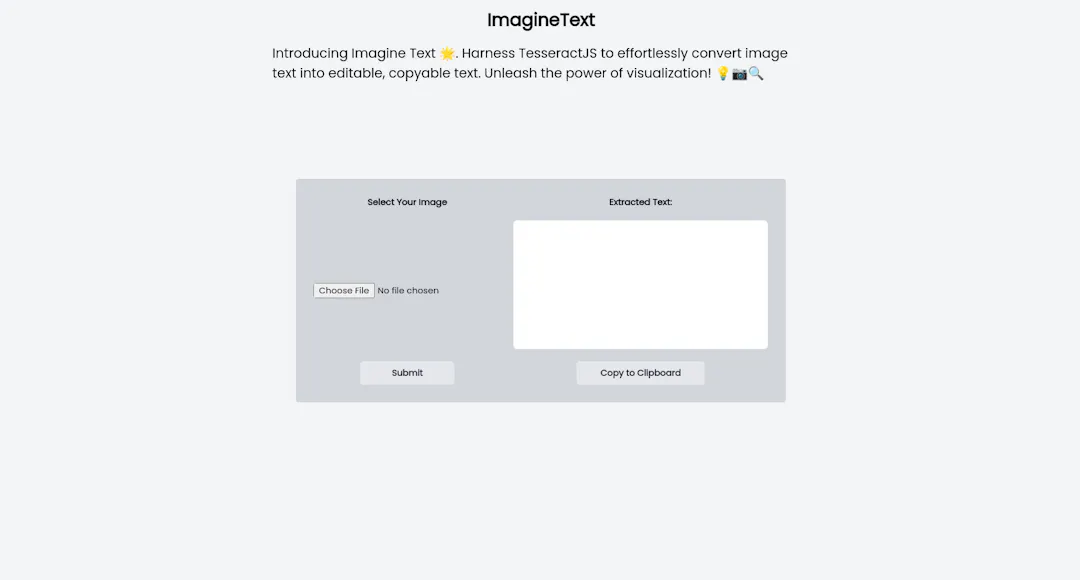 ImagineText
Introducing Imagine Text 🌟. Harness TesseractJS to effortlessly convert image
text into editable, copyable text. Unleash the power of visualization! 💡📷🔍
Select Your Image
Choose File No file chosen
Submit
Extracted Text:
Copy to Clipboard